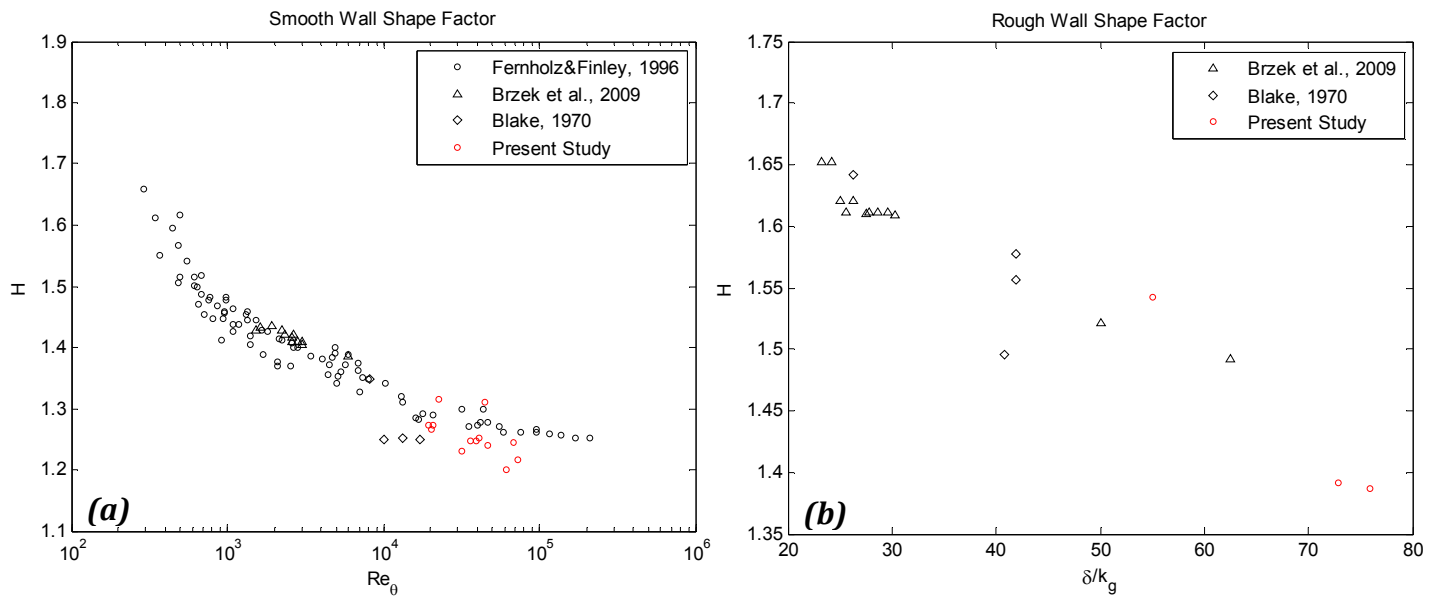 Smooth Wall Shape Factor
1.9
1.8
1.7
1.6
1.5
1.4
1.3
1.2
1.1
H
Fernholz&Finley, 1996
Brzek et al., 2009
Blake, 1970
Present Study
(a)
10² 10³ 10⁴ 10⁵ 10⁶
Re_θ
Rough Wall Shape Factor
1.75
1.7
1.65
1.6
1.55
1.5
1.45
1.4
1.35
H
Brzek et al., 2009
Blake, 1970
Present Study
(b)
20 30 40 50 60 70 80
δ/k_g